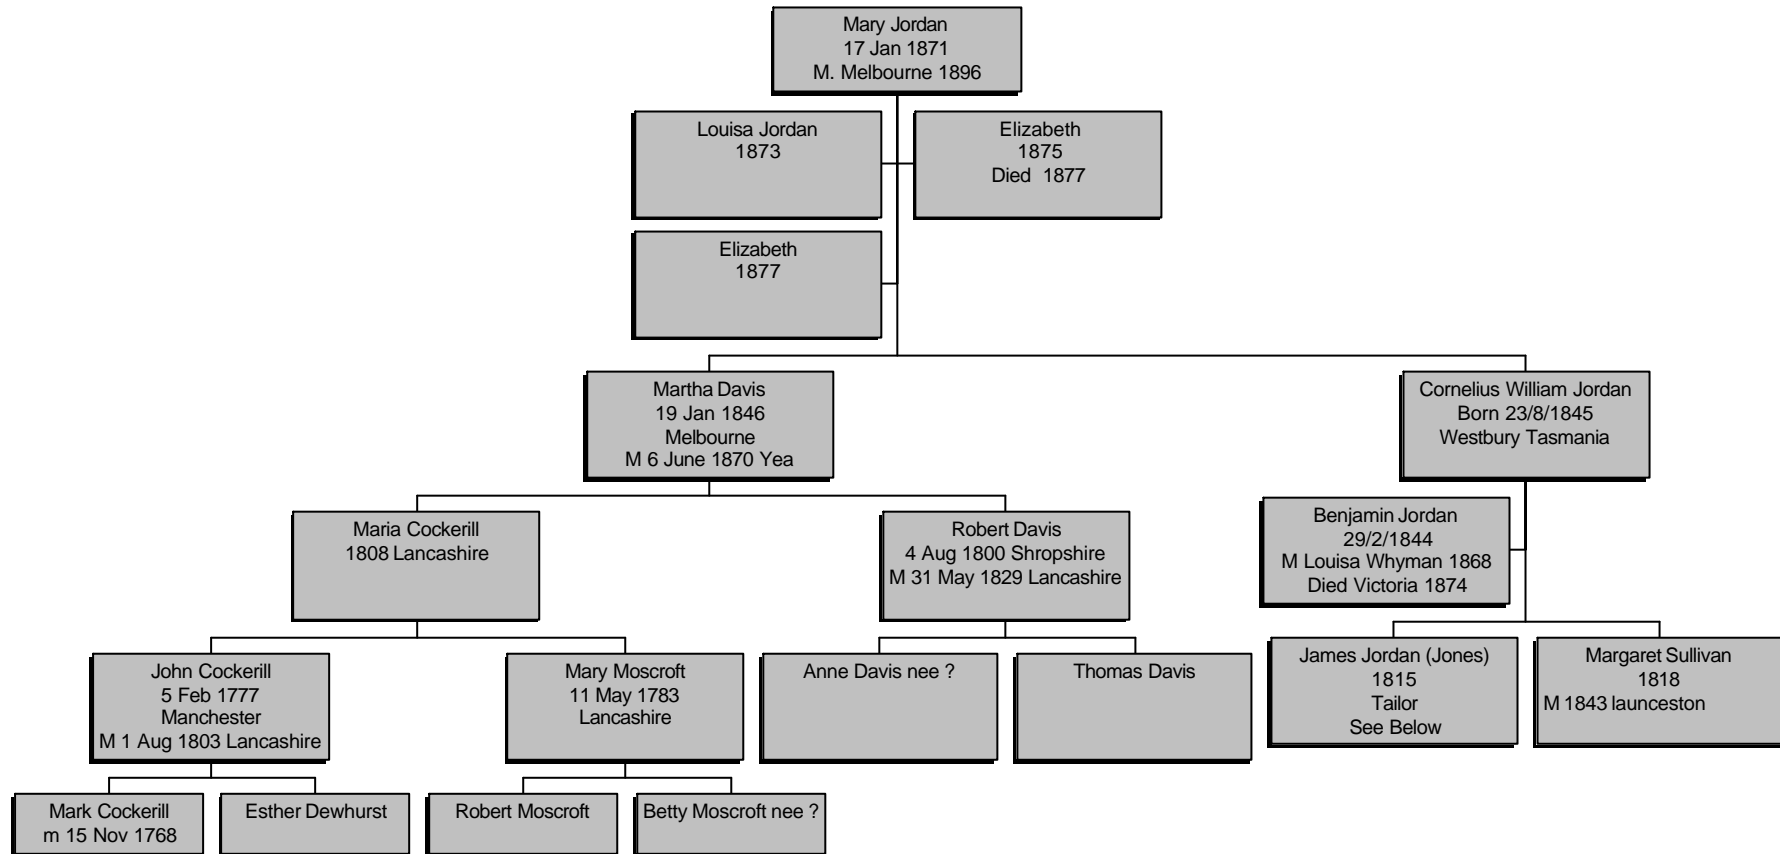 Mary Jordan
17 Jan 1871
M. Melbourne 1896
Louisa Jordan
1873
Elizabeth
1875
Died 1877
Elizabeth
1877
Martha Davis
19 Jan 1846
Melbourne
M 6 June 1870 Yea
Cornelius William Jordan
Born 23/8/1845
Westbury Tasmania
Maria Cockerill
1808 Lancashire
Robert Davis
4 Aug 1800 Shropshire
M 31 May 1829 Lancashire
Benjamin Jordan
29/2/1844
M Louisa Whyman 1868
Died Victoria 1874
John Cockerill
5 Feb 1777
Manchester
M 1 Aug 1803 Lancashire
Mary Moscroft
11 May 1783
Lancashire
Anne Davis nee ?
Thomas Davis
James Jordan (Jones)
1815
Tailor
See Below
Margaret Sullivan
1818
M 1843 launceston
Mark Cockerill
m 15 Nov 1768
Esther Dewhurst
Robert Moscroft
Betty Moscroft nee ?